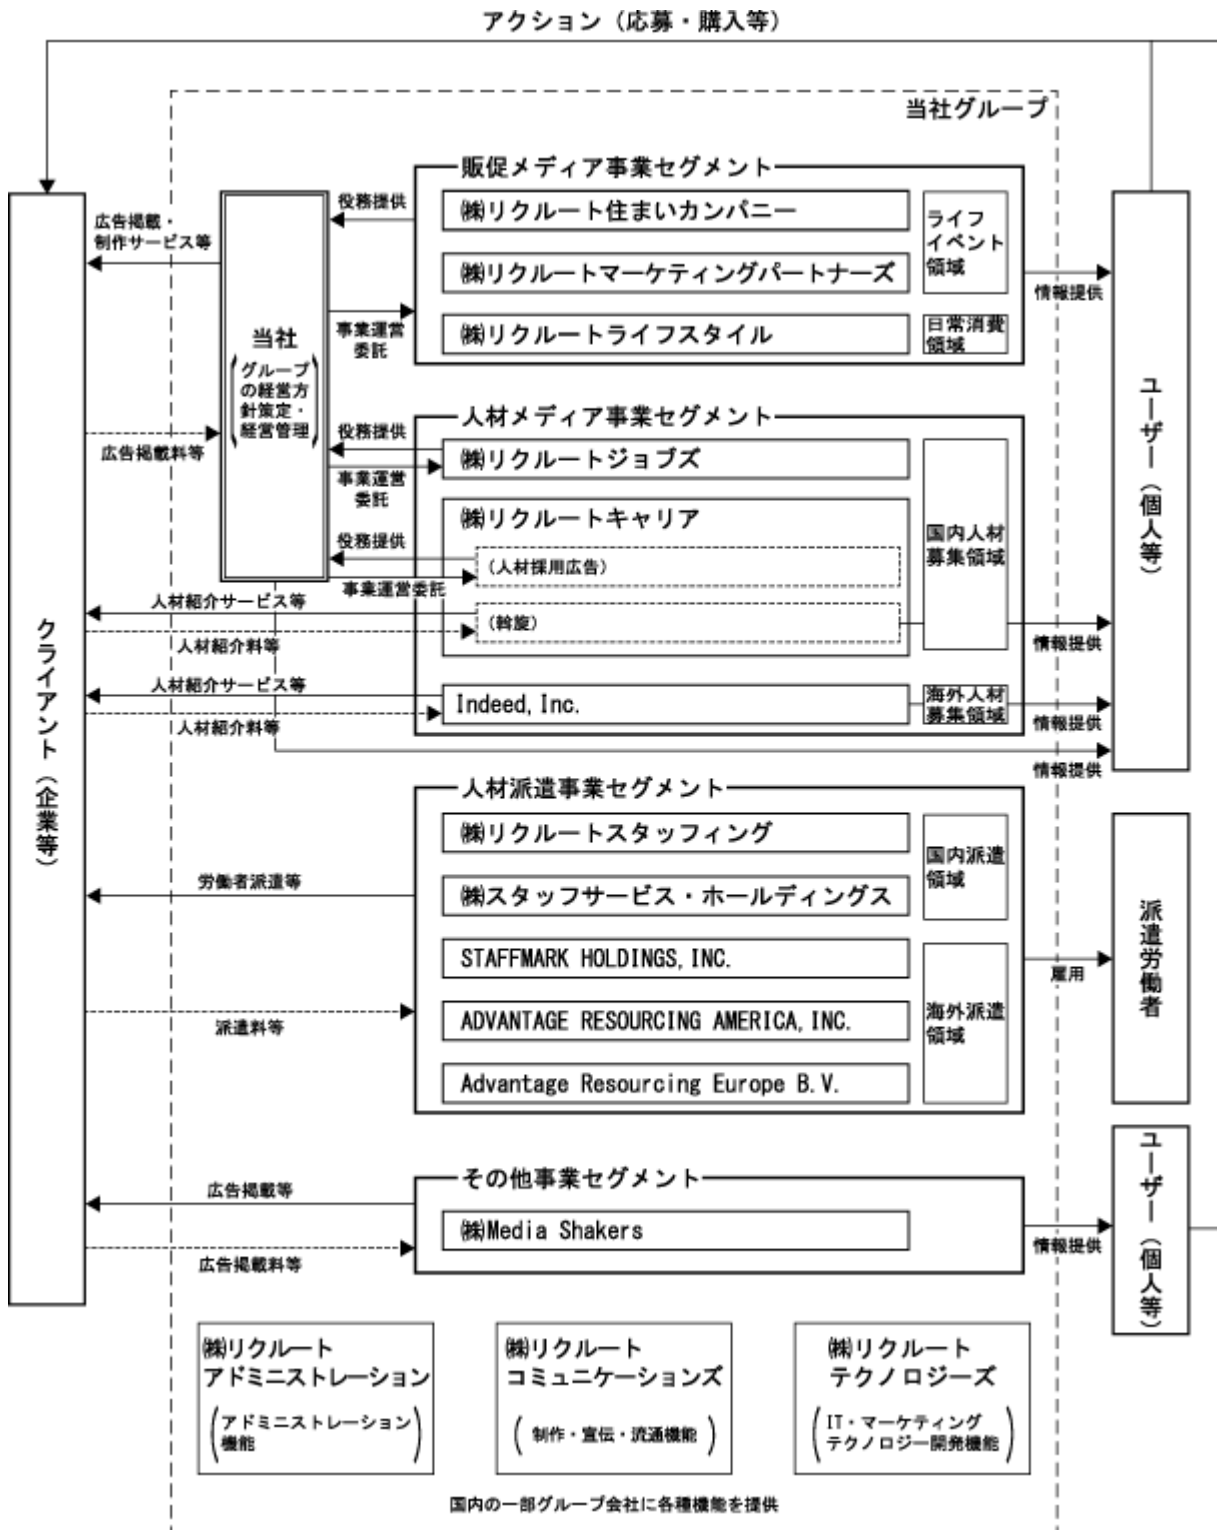 アクション（応募・購入等）
当社グループ
販促メディア事業セグメント
役務提供
㈱リクルート住まいカンパニー
ライフ
イベント
領域
広告掲載・
制作サービス等
㈱リクルートマーケティングパートナーズ
情報提供
事業運営
委託
㈱リクルートライフスタイル
日常消費
領域
当社
グループ
の経営方
針策定・
経営管理
ユーザー（個人等）
人材メディア事業セグメント
広告掲載料等
役務提供
㈱リクルートジョブズ
事業運営
委託
㈱リクルートキャリア
国内人材
募集領域
役務提供
（人材採用広告）
事業運営委託
人材紹介サービス等
（斡旋）
人材紹介料等
情報提供
クライアント（企業等）
人材紹介サービス等
Indeed, Inc.
海外人材
募集領域
人材紹介料等
情報提供
情報提供
人材派遣事業セグメント
㈱リクルートスタッフィング
国内派遣
領域
労働者派遣等
㈱スタッフサービス・ホールディングス
派遣労働者
STAFFMARK HOLDINGS, INC.
雇用
海外派遣
領域
派遣料等
ADVANTAGE RESOURCING AMERICA, INC.
Advantage Resourcing Europe B.V.
その他事業セグメント
広告掲載等
㈱Media Shakers
広告掲載料等
情報提供
ユーザー（個人等）
㈱リクルート
アドミニストレーション
アドミニストレーション
機能
㈱リクルート
コミュニケーションズ
制作・宣伝・流通機能
㈱リクルート
テクノロジーズ
IT・マーケティング
テクノロジー開発機能
国内の一部グループ会社に各種機能を提供